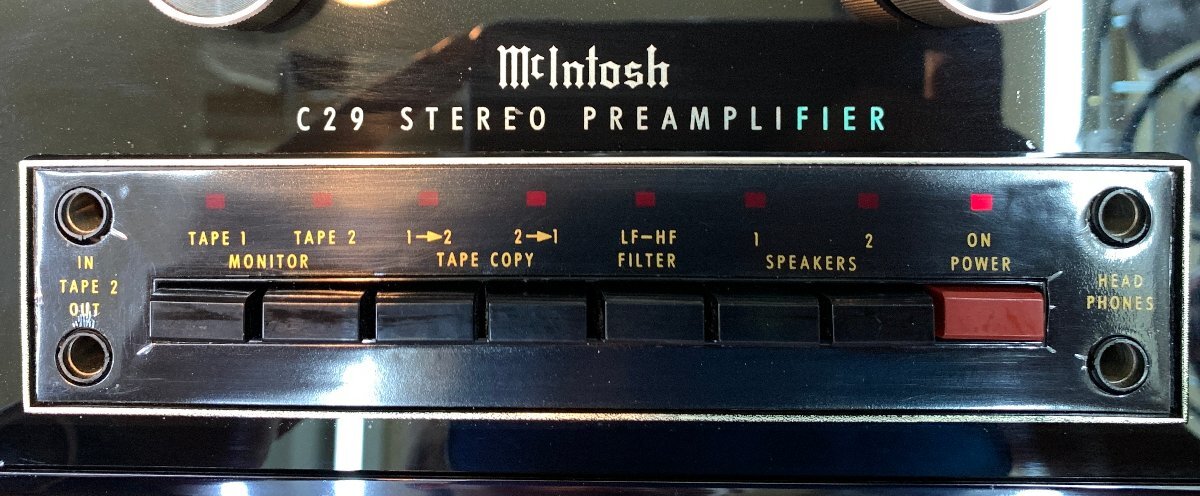 McIntosh
C29 STEREO PREAMPLIFIER
TAPE 1 TAPE 2 1→2 2→1 LF-HF 1 2 ON
MONITOR TAPE COPY FILTER SPEAKERS POWER
IN
TAPE 2
OUT
HEAD
PHONES